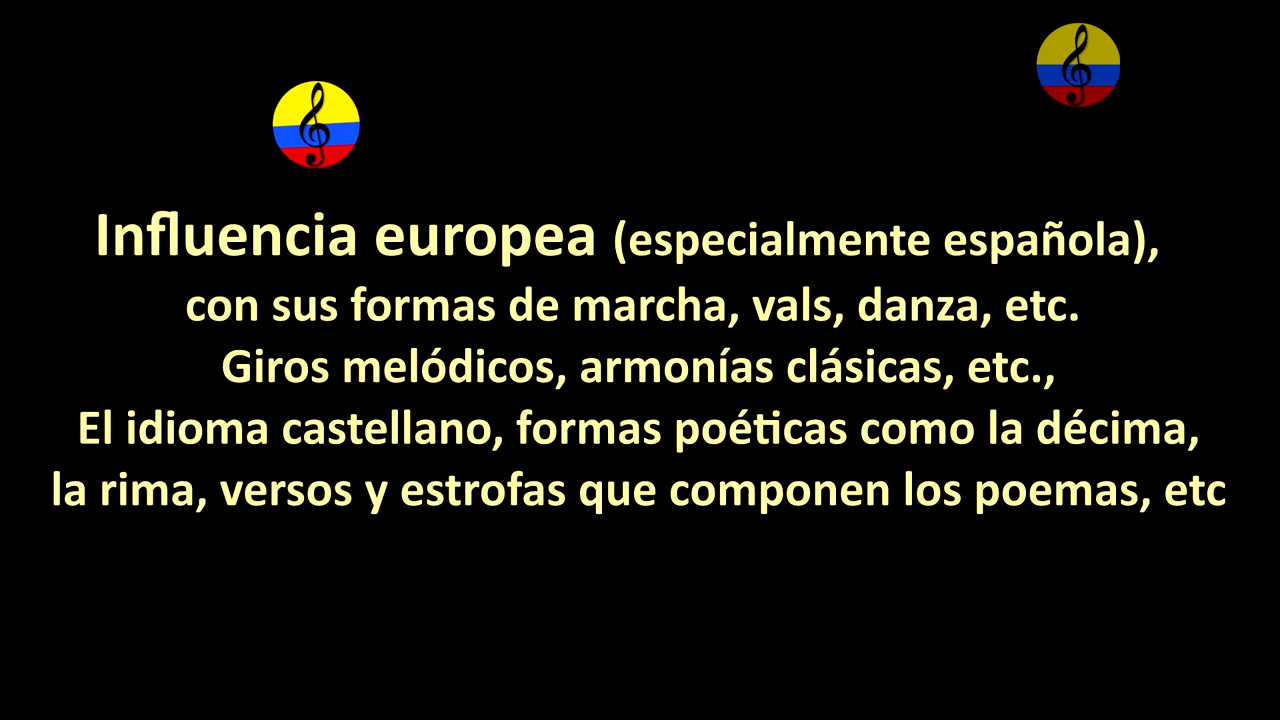 Influencia europea (especialmente española),
con sus formas de marcha, vals, danza, etc.
Giros melódicos, armonías clásicas, etc.,
El idioma castellano, formas poéticas como la décima,
la rima, versos y estrofas que componen los poemas, etc